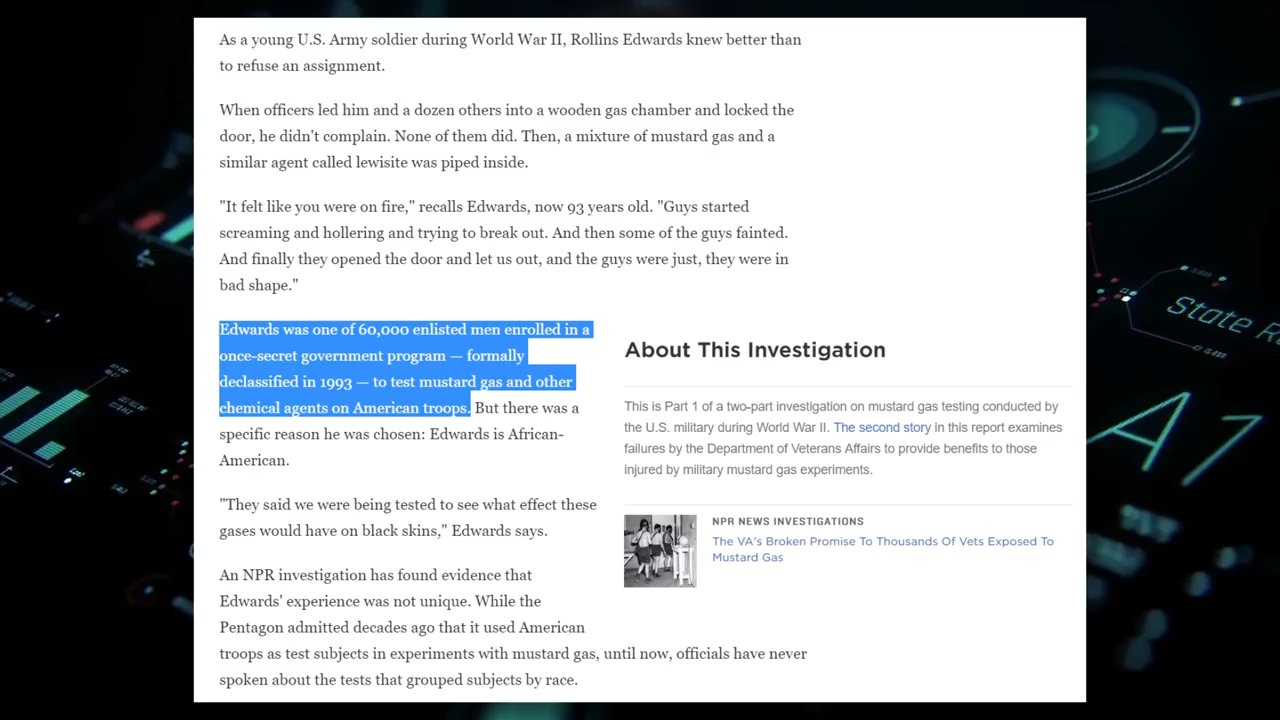 As a young U.S. Army soldier during World War II, Rollins Edwards knew better than
to refuse an assignment.
When officers led him and a dozen others into a wooden gas chamber and locked the
door, he didn't complain. None of them did. Then, a mixture of mustard gas and a
similar agent called lewisite was piped inside.
"It felt like you were on fire," recalls Edwards, now 93 years old. "Guys started
screaming and hollering and trying to break out. And then some of the guys fainted.
And finally they opened the door and let us out, and the guys were just, they were in
bad shape."
Edwards was one of 60,000 enlisted men enrolled in a
once-secret government program — formally
declassified in 1993 — to test mustard gas and other
chemical agents on American troops. But there was a
specific reason he was chosen: Edwards is African-
American.
"They said we were being tested to see what effect these
gases would have on black skins," Edwards says.
An NPR investigation has found evidence that
Edwards' experience was not unique. While the
Pentagon admitted decades ago that it used American
troops as test subjects in experiments with mustard gas, until now, officials have never
spoken about the tests that grouped subjects by race.
About This Investigation
This is Part 1 of a two-part investigation on mustard gas testing conducted by
the U.S. military during World War II. The second story in this report examines
failures by the Department of Veterans Affairs to provide benefits to those
injured by military mustard gas experiments.
NPR NEWS INVESTIGATIONS
The VA's Broken Promise To Thousands Of Vets Exposed To
Mustard Gas
State R
A1